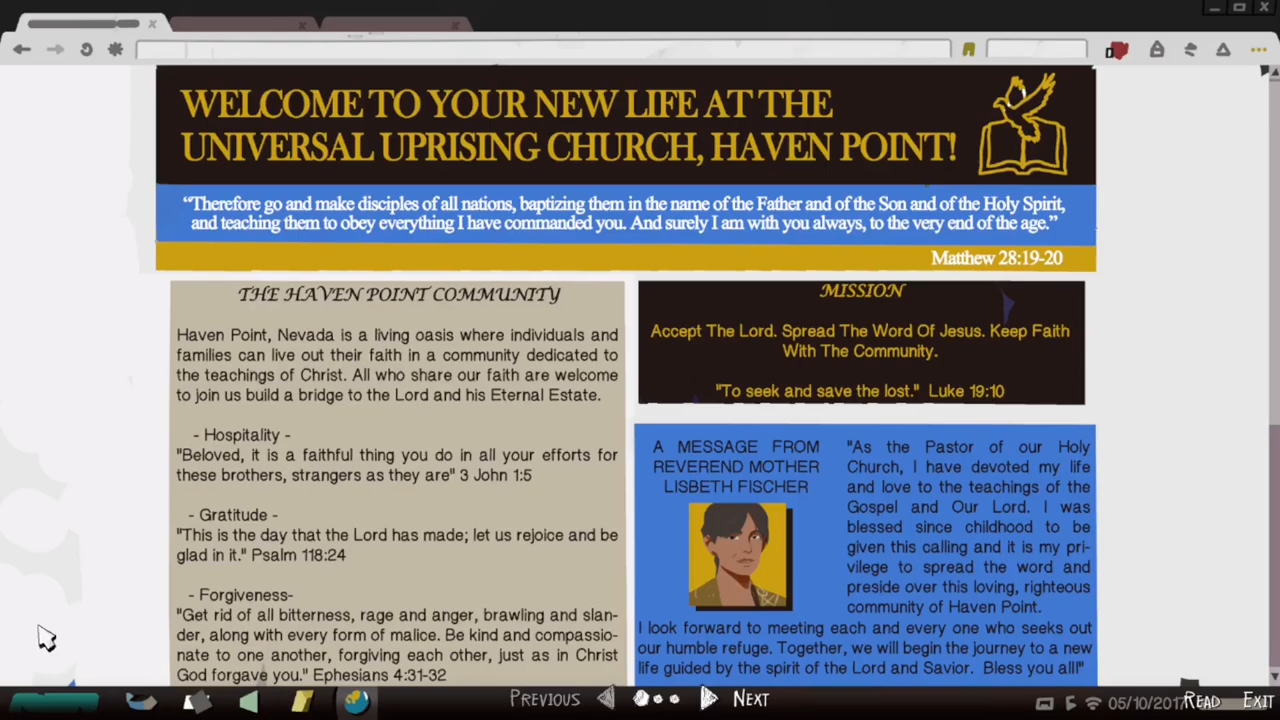 WELCOME TO YOUR NEW LIFE AT THE
UNIVERSAL UPRISING CHURCH, HAVEN POINT!
“Therefore go and make disciples of all nations, baptizing them in the name of the Father and of the Son and of the Holy Spirit,
and teaching them to obey everything I have commanded you. And surely I am with you always, to the very end of the age.”
Matthew 28:19-20
THE HAVEN POINT COMMUNITY
Haven Point, Nevada is a living oasis where individuals and
families can live out their faith in a community dedicated to
the teachings of Christ. All who share our faith are welcome
to join us build a bridge to the Lord and his Eternal Estate.
- Hospitality -
"Beloved, it is a faithful thing you do in all your efforts for
these brothers, strangers as they are" 3 John 1:5
- Gratitude -
"This is the day that the Lord has made; let us rejoice and be
glad in it." Psalm 118:24
- Forgiveness-
"Get rid of all bitterness, rage and anger, brawling and slan-
der, along with every form of malice. Be kind and compassio-
nate to one another, forgiving each other, just as in Christ
God forgave you." Ephesians 4:31-32
MISSION
Accept The Lord. Spread The Word Of Jesus. Keep Faith
With The Community.
"To seek and save the lost." Luke 19:10
A MESSAGE FROM
REVEREND MOTHER
LISBETH FISCHER
"As the Pastor of our Holy
Church, I have devoted my life
and love to the teachings of the
Gospel and Our Lord. I was
blessed since childhood to be
given this calling and it is my pri-
vilege to spread the word and
preside over this loving, righteous
community of Haven Point.
I look forward to meeting each and every one who seeks out
our humble refuge. Together, we will begin the journey to a new
life guided by the spirit of the Lord and Savior. Bless you all!"
PREVIOUS NEXT
05/10/2017 READ EXIT